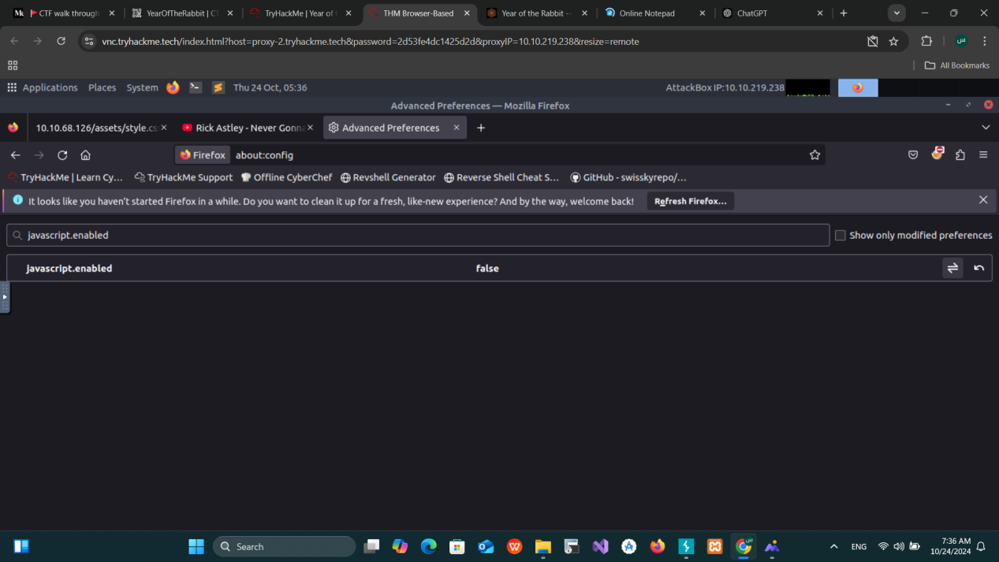 CTF walk through
YearOfTheRabbit | CT
TryHackMe | Year of t
THM Browser-Based
Year of the Rabbit --
Online Notepad
ChatGPT
vnc.tryhackme.tech/index.html?host=proxy-2.tryhackme.tech&password=2d53fe4dc1425d2d&proxyIP=10.10.219.238&resize=remote
All Bookmarks
Applications Places System Thu 24 Oct, 05:36 AttackBox IP:10.10.219.238
Advanced Preferences — Mozilla Firefox
10.10.68.126/assets/style.cs
Rick Astley - Never Gonn
Advanced Preferences
Firefox about:config
TryHackMe | Learn Cy… TryHackMe Support Offline CyberChef Revshell Generator Reverse Shell Cheat S… GitHub - swisskyrepo/…
It looks like you haven’t started Firefox in a while. Do you want to clean it up for a fresh, like-new experience? And by the way, welcome back! Refresh Firefox…
javascript.enabled Show only modified preferences
javascript.enabled false
Search ENG 7:36 AM
10/24/2024